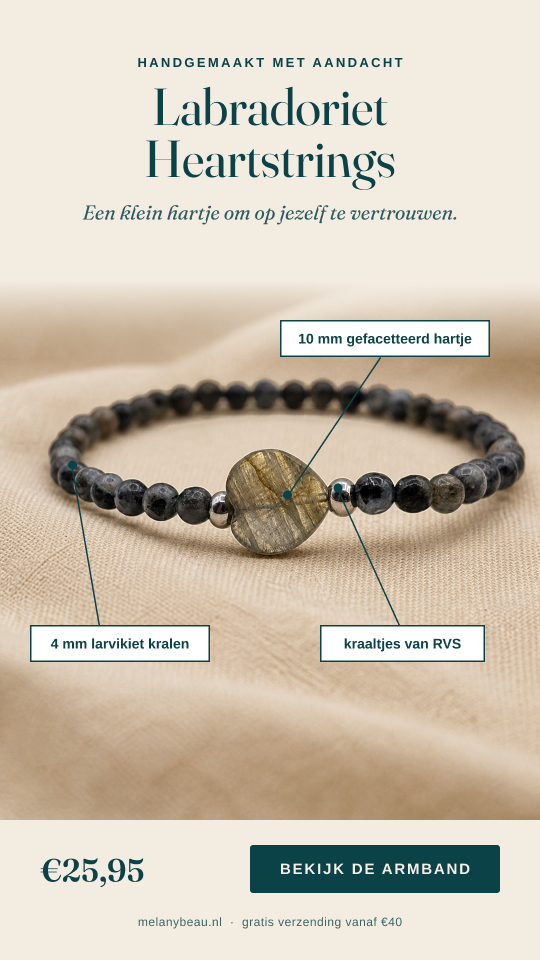 HANDGEMAAKT MET AANDACHT
Labradoriet
Heartstrings
Een klein hartje om op jezelf te vertrouwen.
10 mm gefacetteerd hartje
4 mm larvikiet kralen
kraaltjes van RVS
€25,95
BEKIJK DE ARMBAND
melanybeau.nl · gratis verzending vanaf €40